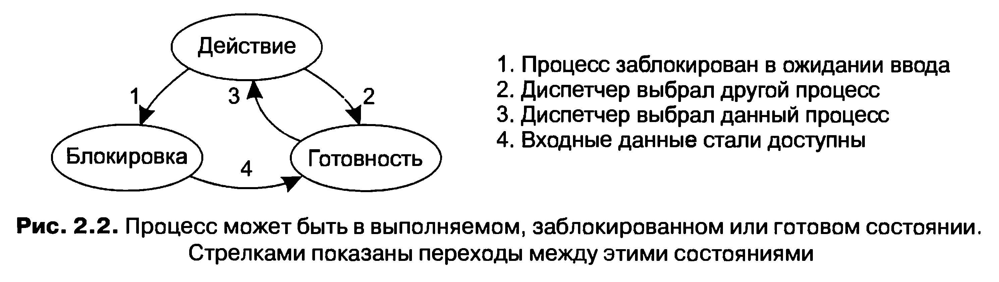 Действие
1
3
2
Блокировка
4
Готовность
1. Процесс заблокирован в ожидании ввода
2. Диспетчер выбрал другой процесс
3. Диспетчер выбрал данный процесс
4. Входные данные стали доступны
Рис. 2.2. Процесс может быть в выполняемом, заблокированном или готовом состоянии.
Стрелками показаны переходы между этими состояниями